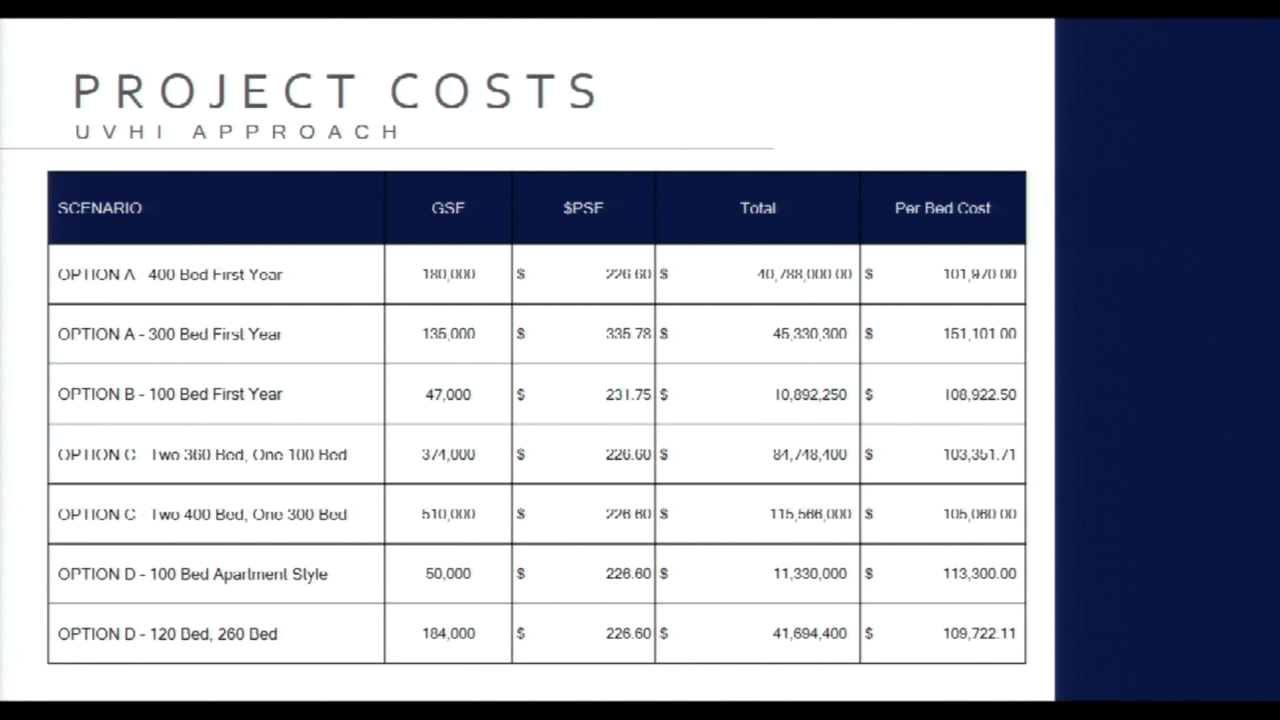 PROJECT COSTS
UVHI APPROACH
SCENARIO GSF $PSF Total Per Bed Cost
OPTION A - 400 Bed First Year 180,000 $ 226.60 $ 40,788,000.00 $ 101,970.00
OPTION A - 300 Bed First Year 135,000 $ 335.78 $ 45,330,300 $ 151,101.00
OPTION B - 100 Bed First Year 47,000 $ 231.75 $ 10,892,250 $ 108,922.50
OPTION C - Two 360 Bed, One 100 Bed 374,000 $ 226.60 $ 84,748,400 $ 103,351.71
OPTION C - Two 400 Bed, One 300 Bed 510,000 $ 226.60 $ 115,566,000 $ 105,060.00
OPTION D - 100 Bed Apartment Style 50,000 $ 226.60 $ 11,330,000 $ 113,300.00
OPTION D - 120 Bed, 260 Bed 184,000 $ 226.60 $ 41,694,400 $ 109,722.11